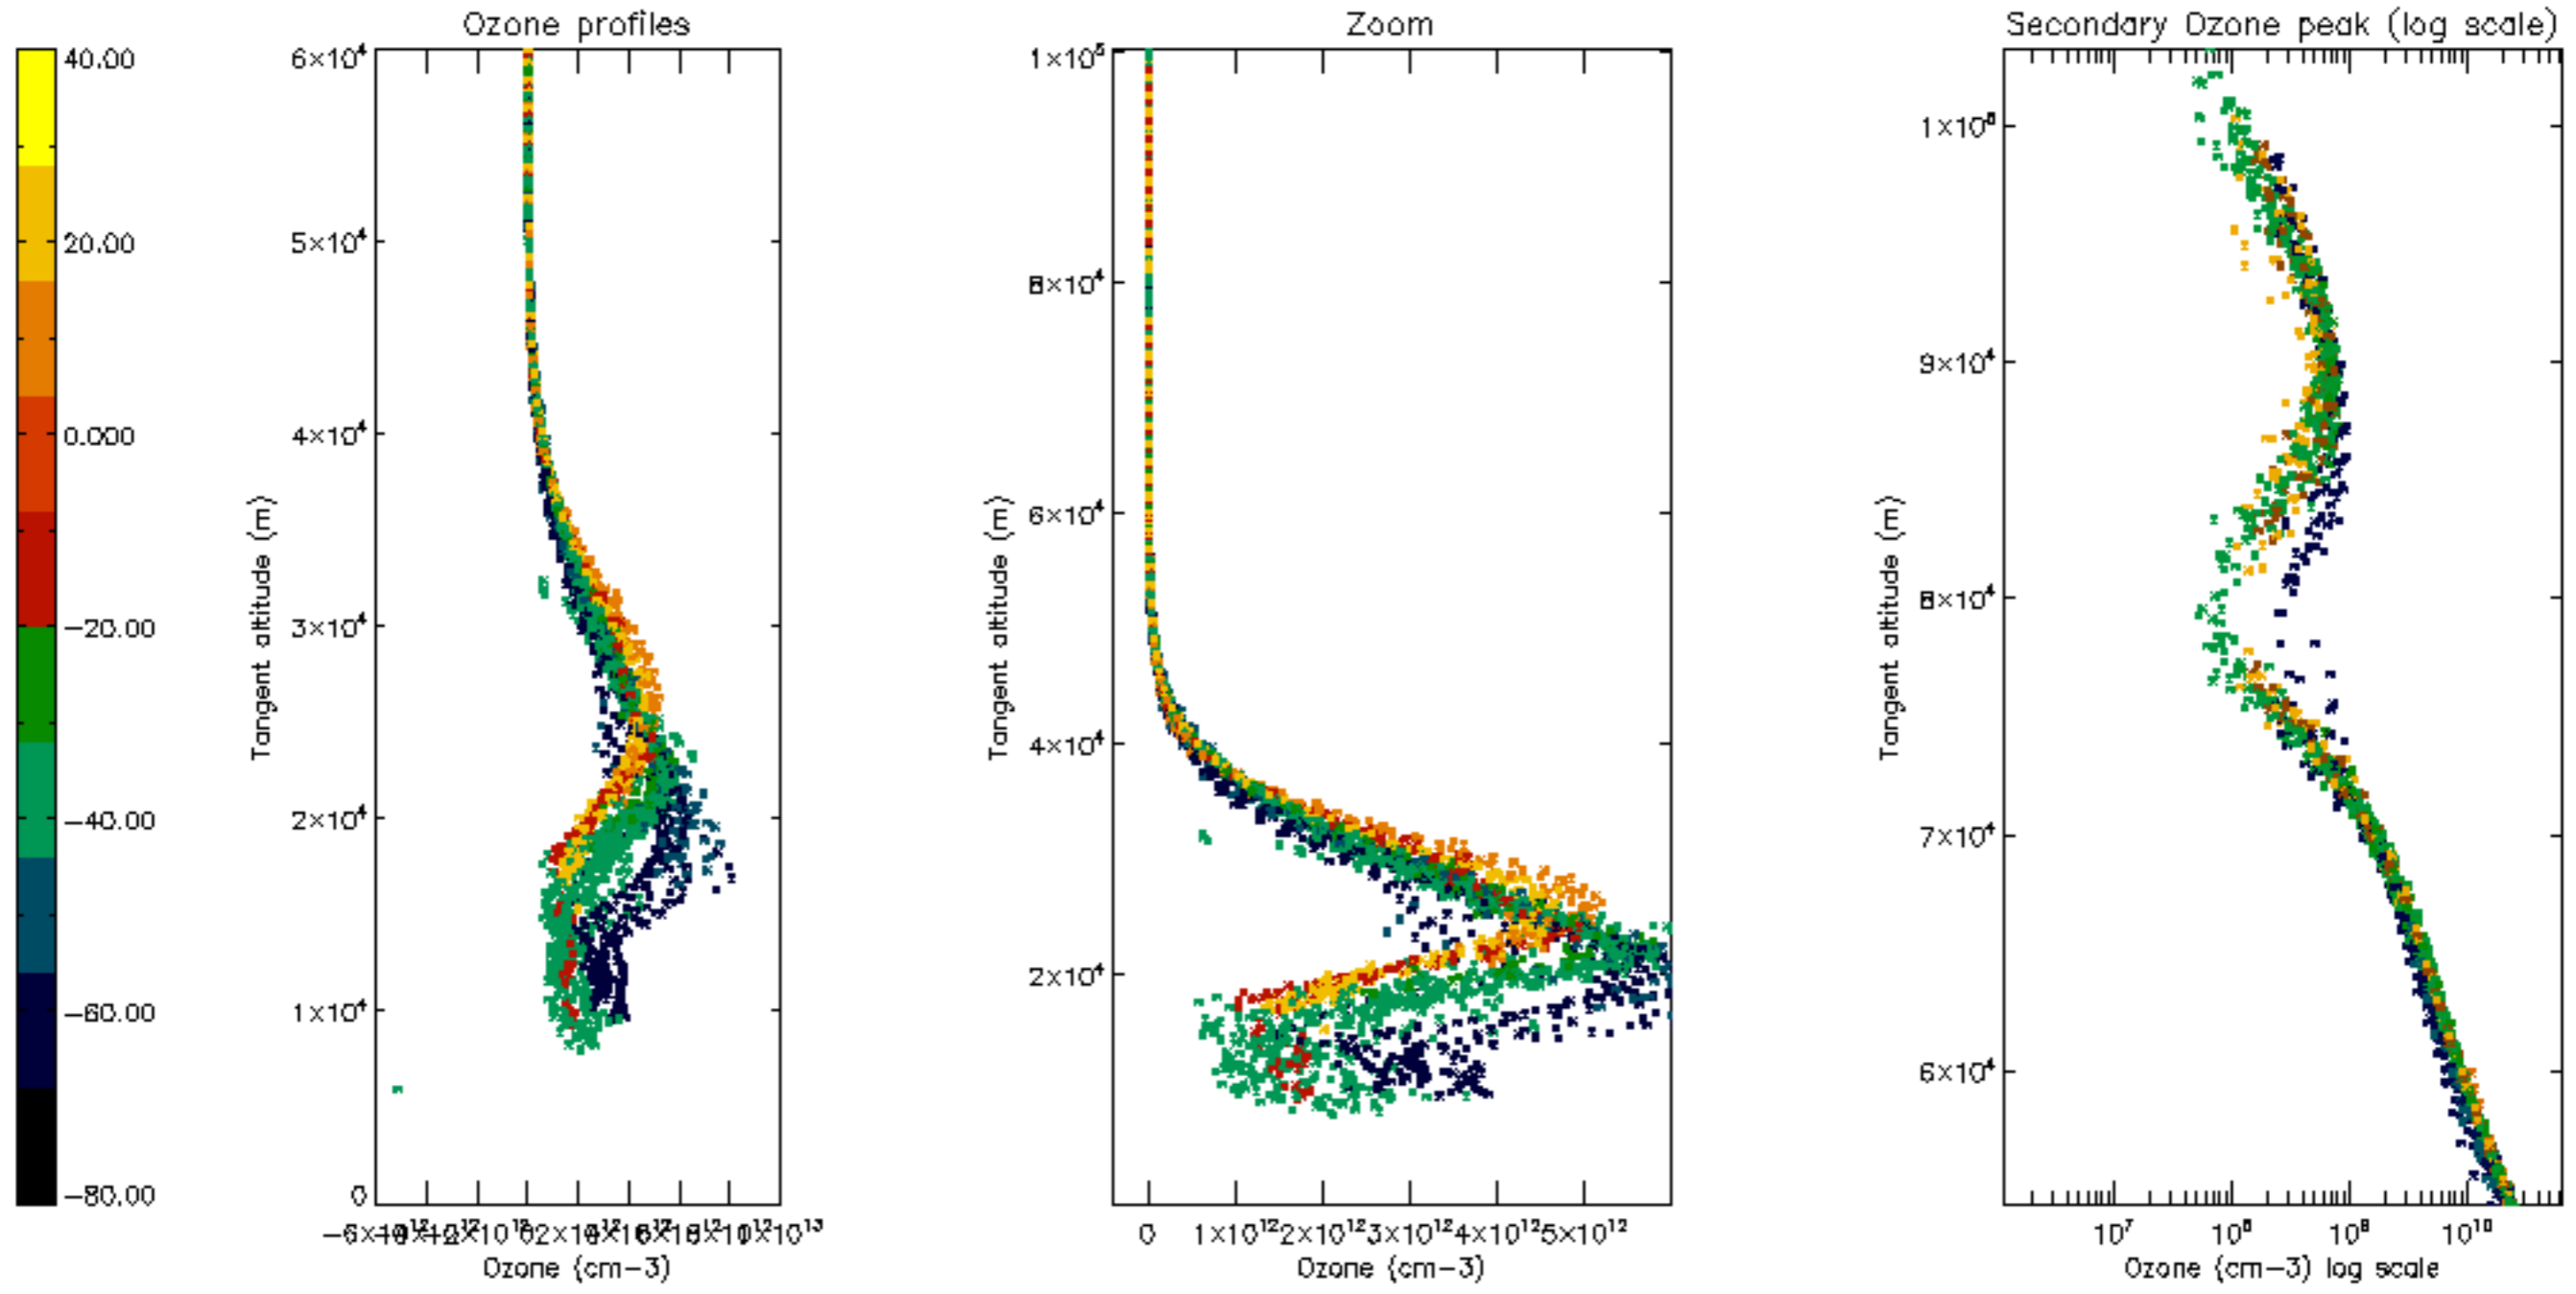 Ozone profiles
Zoom
Secondary Ozone peak (log scale)
40.00
20.00
0.000
−20.00
−40.00
−60.00
−80.00
6×10⁴
5×10⁴
4×10⁴
3×10⁴
2×10⁴
1×10⁴
0
Tangent altitude (m)
Ozone (cm−3)
1×10⁵
8×10⁴
6×10⁴
4×10⁴
2×10⁴
Tangent altitude (m)
0 1×10¹² 2×10¹² 3×10¹² 4×10¹² 5×10¹²
Ozone (cm−3)
1×10⁵
9×10⁴
8×10⁴
7×10⁴
6×10⁴
Tangent altitude (m)
10⁷ 10⁸ 10⁹ 10¹⁰
Ozone (cm−3) log scale